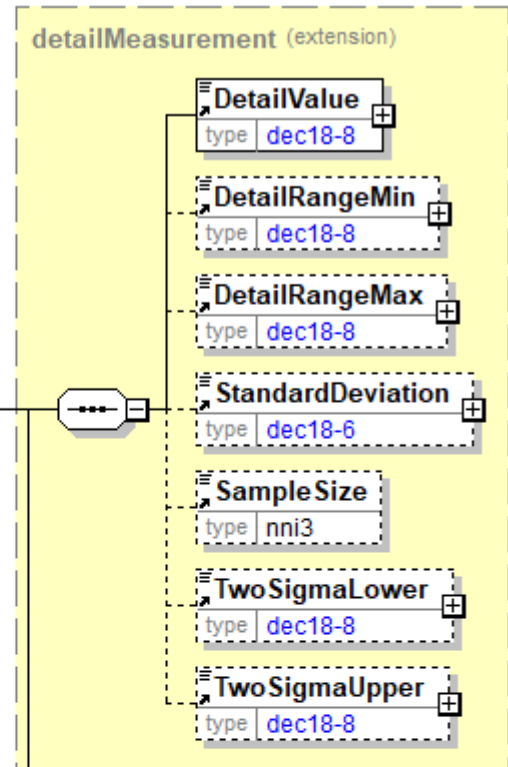 detailMeasurement (extension)
DetailValue
type dec18-8
DetailRangeMin
type dec18-8
DetailRangeMax
type dec18-8
StandardDeviation
type dec18-6
SampleSize
type nni3
TwoSigmaLower
type dec18-8
TwoSigmaUpper
type dec18-8